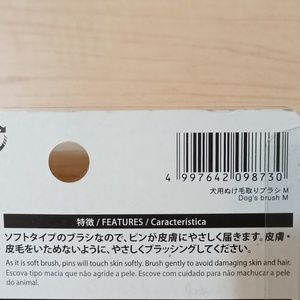 4 997642 098730
犬用ぬけ毛取りブラシ M
Dog's brush M
特徴 / FEATURES / Característica
ソフトタイプのブラシなので、ピンが皮膚にやさしく届きます。皮膚・
皮毛をいためないように、やさしくブラッシングしてください。
As it is soft brush, pins will touch skin softly. Brush gently to avoid damaging skin and hair.
Escova tipo macia que não agride a pele. Escove com cuidado para não machucar a pele
do animal.